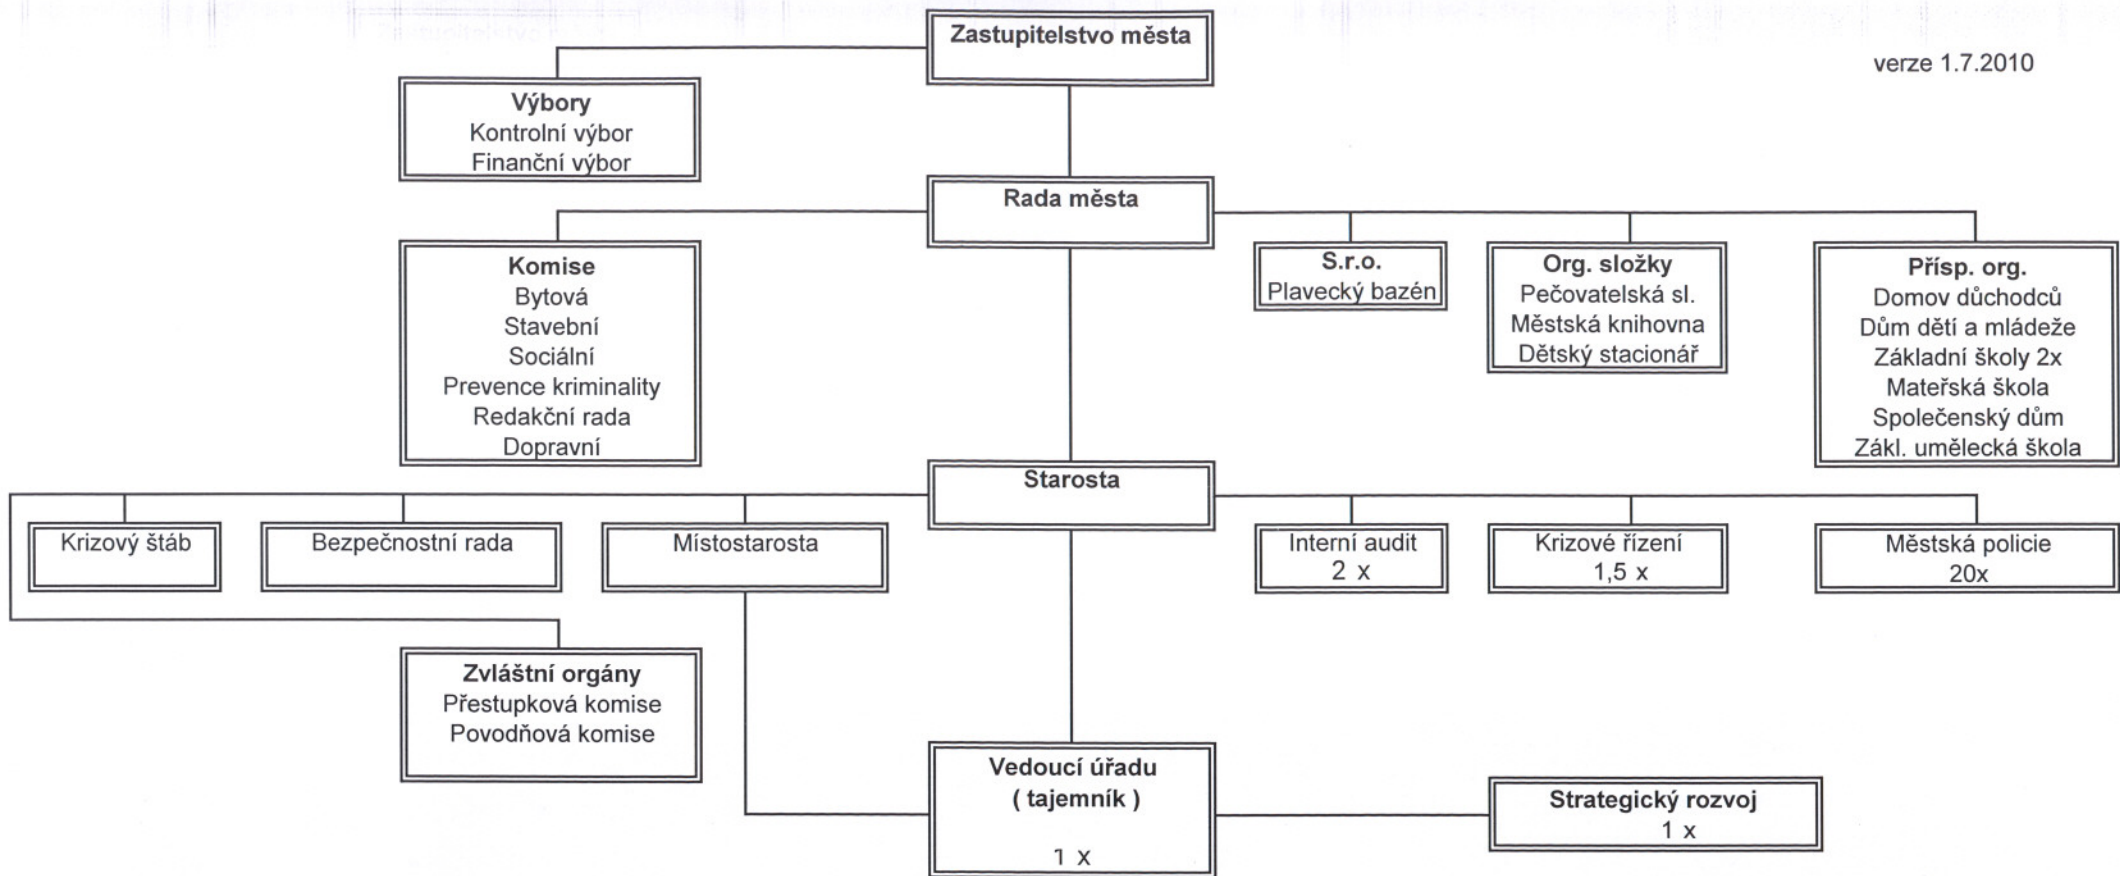 Zastupitelstvo města
verze 1.7.2010
Výbory
Kontrolní výbor
Finanční výbor
Rada města
Komise
Bytová
Stavební
Sociální
Prevence kriminality
Redakční rada
Dopravní
S.r.o.
Plavecký bazén
Org. složky
Pečovatelská sl.
Městská knihovna
Dětský stacionář
Přísp. org.
Domov důchodců
Dům dětí a mládeže
Základní školy 2x
Mateřská škola
Společenský dům
Zákl. umělecká škola
Starosta
Krizový štáb
Bezpečnostní rada
Místostarosta
Interní audit
2 x
Krizové řízení
1,5 x
Městská policie
20x
Zvláštní orgány
Přestupková komise
Povodňová komise
Vedoucí úřadu
( tajemník )
1 x
Strategický rozvoj
1 x